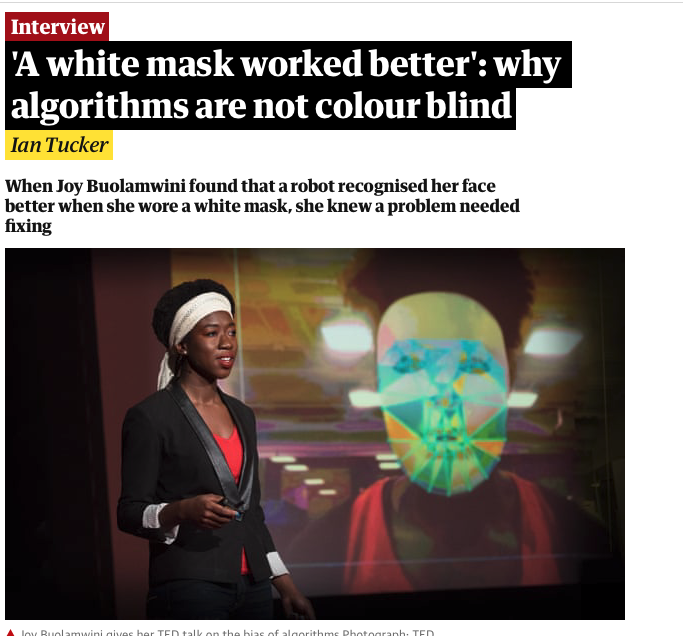 Interview
'A white mask worked better': why
algorithms are not colour blind
Ian Tucker
When Joy Buolamwini found that a robot recognised her face
better when she wore a white mask, she knew a problem needed
fixing
Joy Buolamwini gives her TED talk on the bias of algorithms Photograph: TED